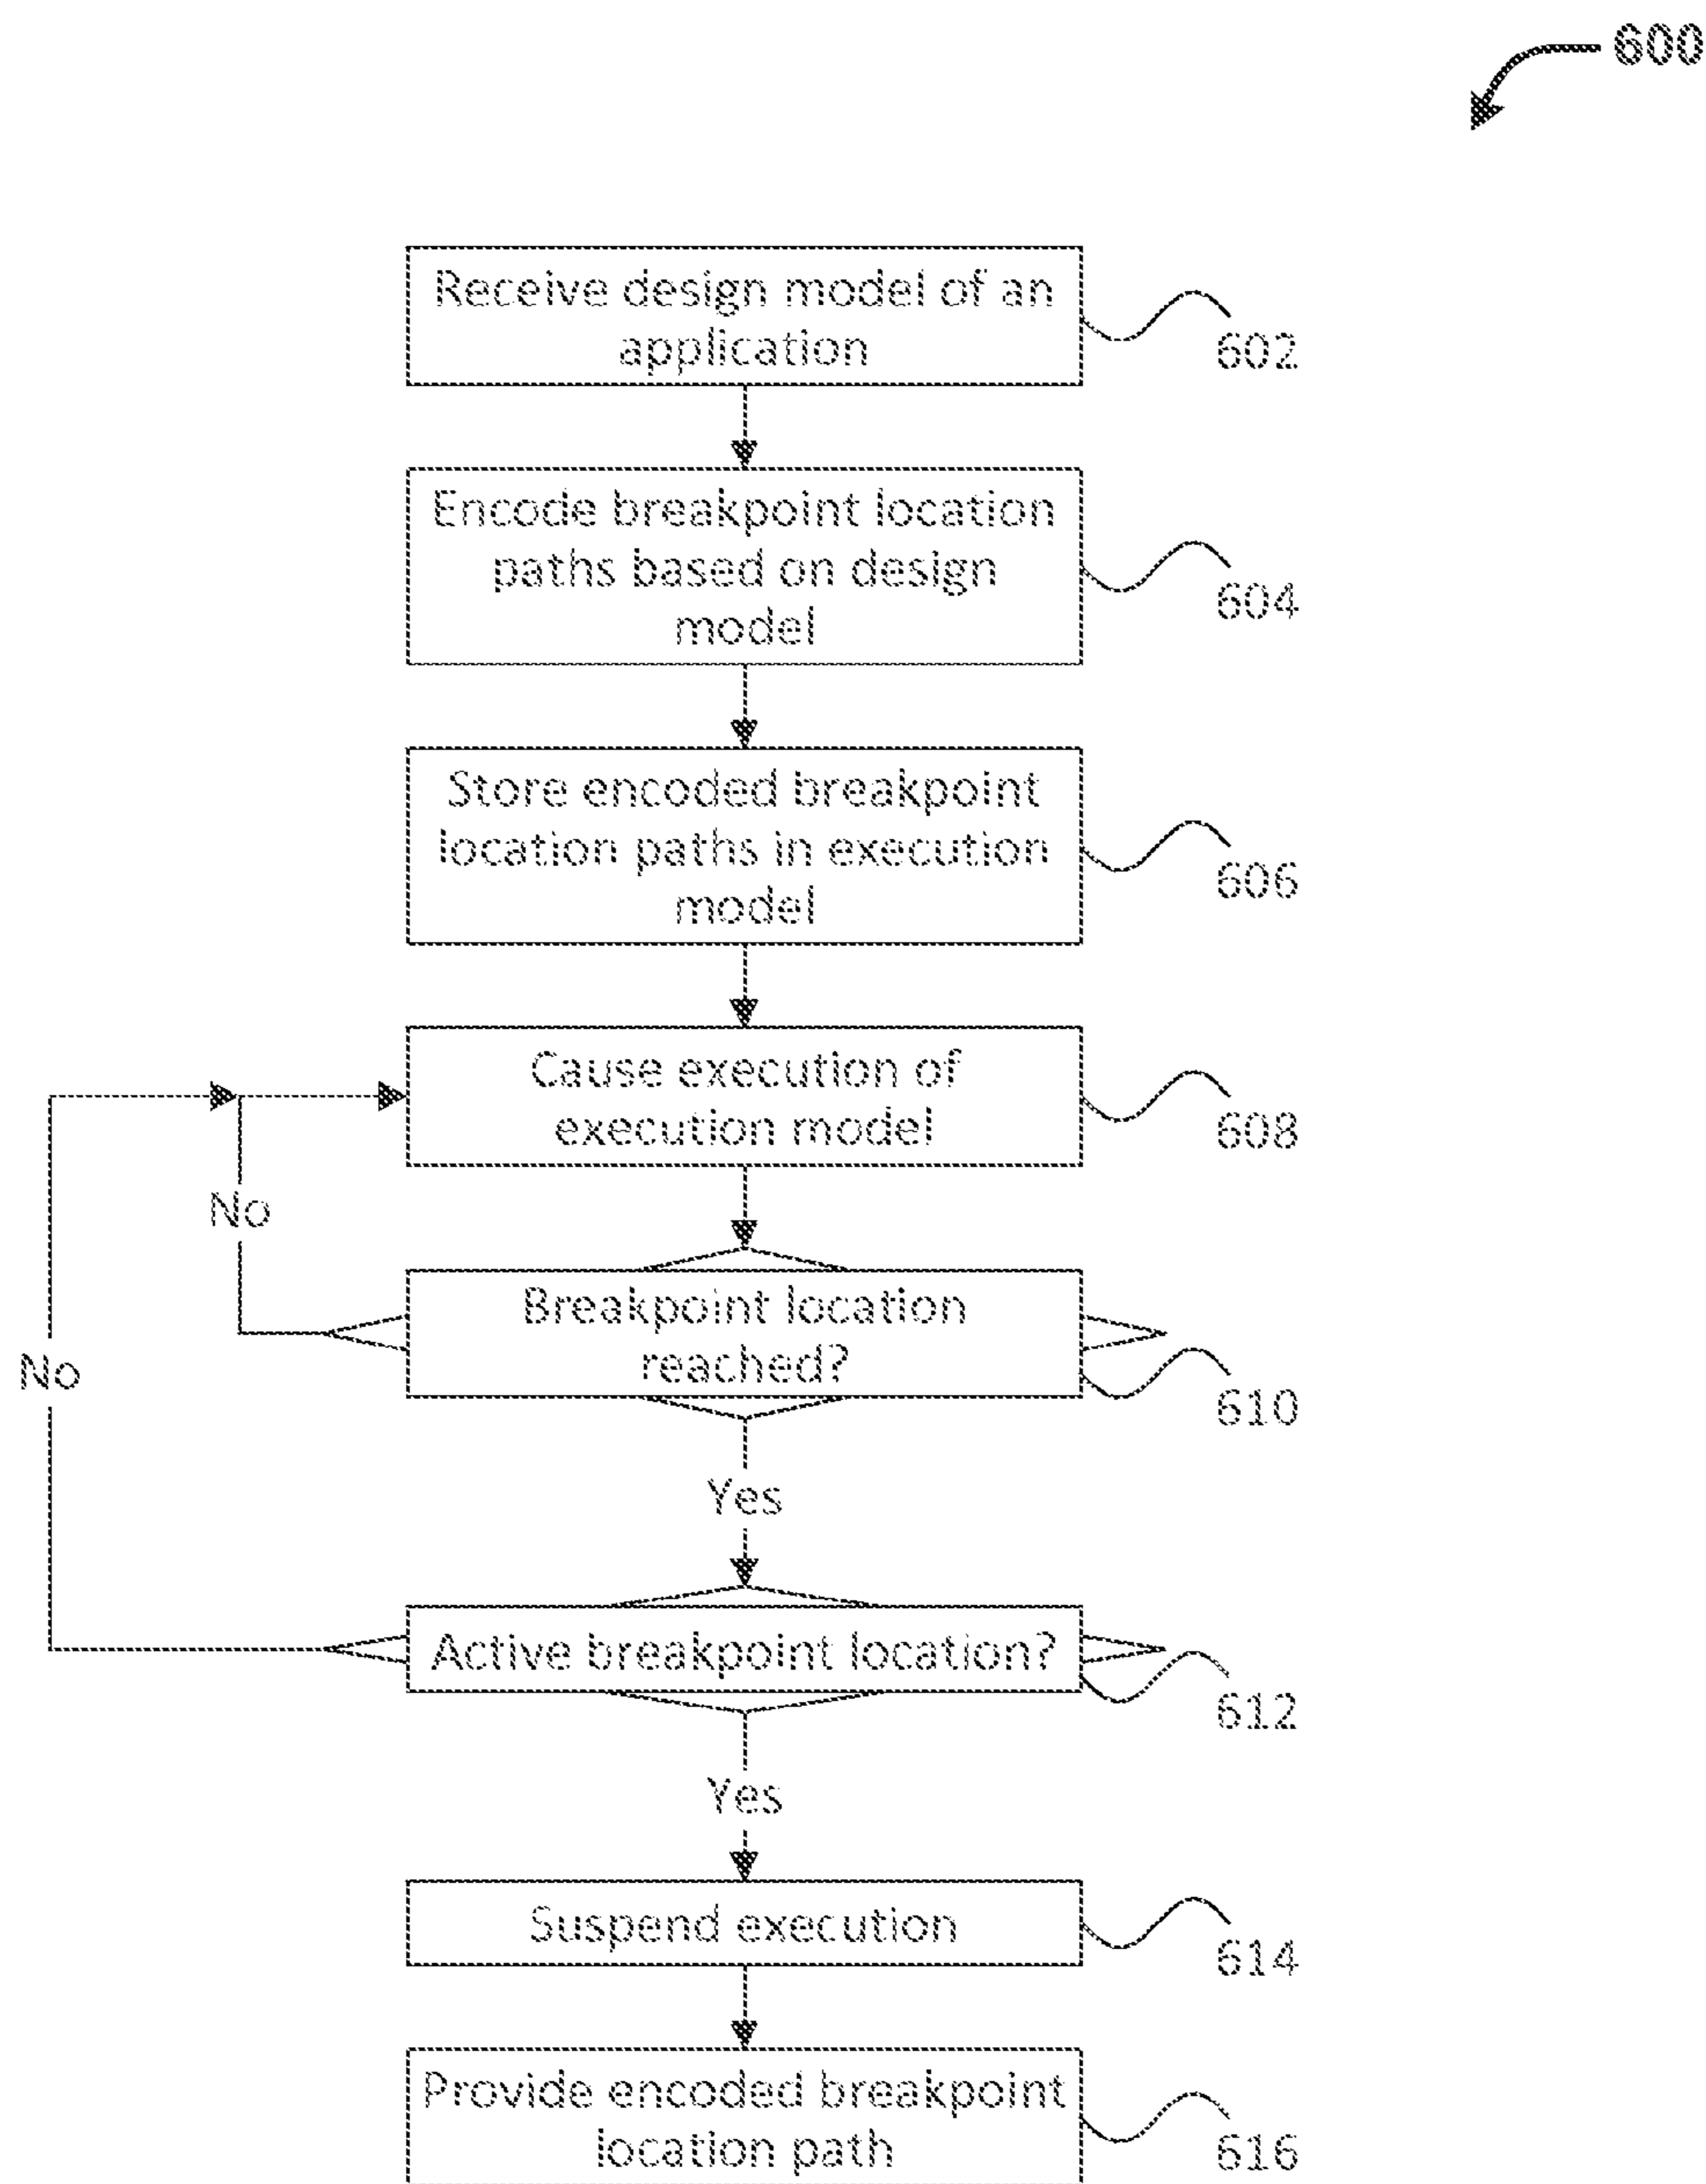 600
Receive design model of an
application
602
Encode breakpoint location
paths based on design
model
604
Store encoded breakpoint
location paths in execution
model
606
Cause execution of
execution model
608
No
Breakpoint location
reached?
610
No
Yes
Active breakpoint location?
612
Yes
Suspend execution
614
Provide encoded breakpoint
location path
616